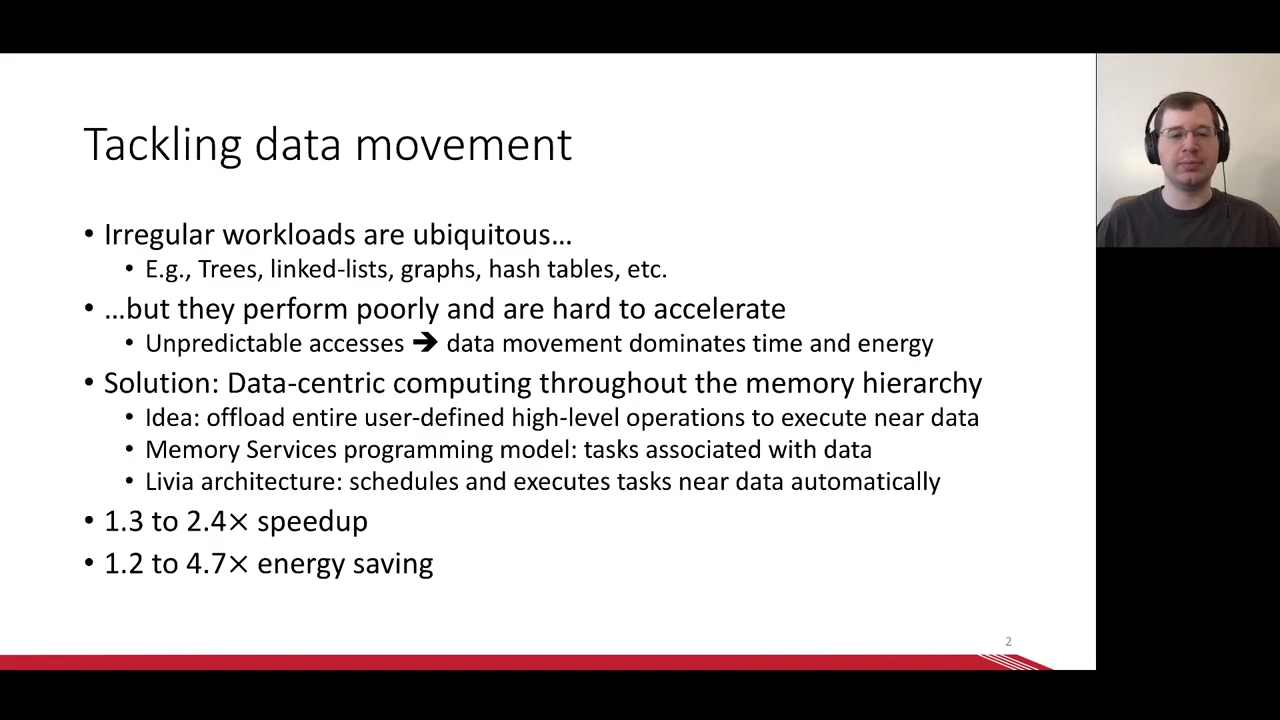 Tackling data movement
• Irregular workloads are ubiquitous…
• E.g., Trees, linked-lists, graphs, hash tables, etc.
• …but they perform poorly and are hard to accelerate
• Unpredictable accesses ➔ data movement dominates time and energy
• Solution: Data-centric computing throughout the memory hierarchy
• Idea: offload entire user-defined high-level operations to execute near data
• Memory Services programming model: tasks associated with data
• Livia architecture: schedules and executes tasks near data automatically
• 1.3 to 2.4× speedup
• 1.2 to 4.7× energy saving
2